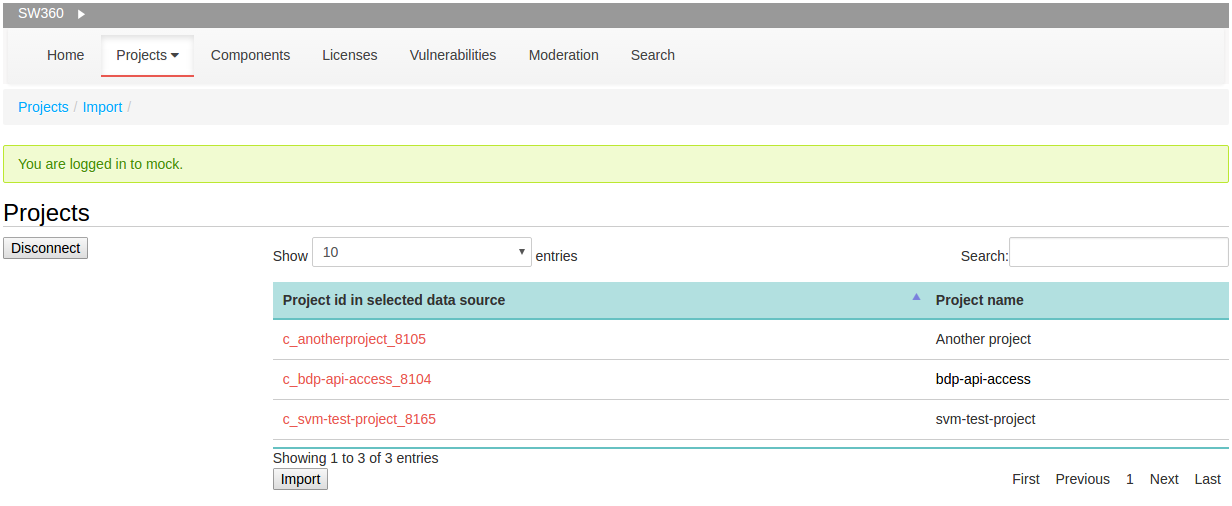 SW360
Home Projects Components Licenses Vulnerabilities Moderation Search
Projects / Import /
You are logged in to mock.
Projects
Disconnect
Show 10 entries Search:
Project id in selected data source Project name
c_anotherproject_8105 Another project
c_bdp-api-access_8104 bdp-api-access
c_svm-test-project_8165 svm-test-project
Showing 1 to 3 of 3 entries
Import First Previous 1 Next Last